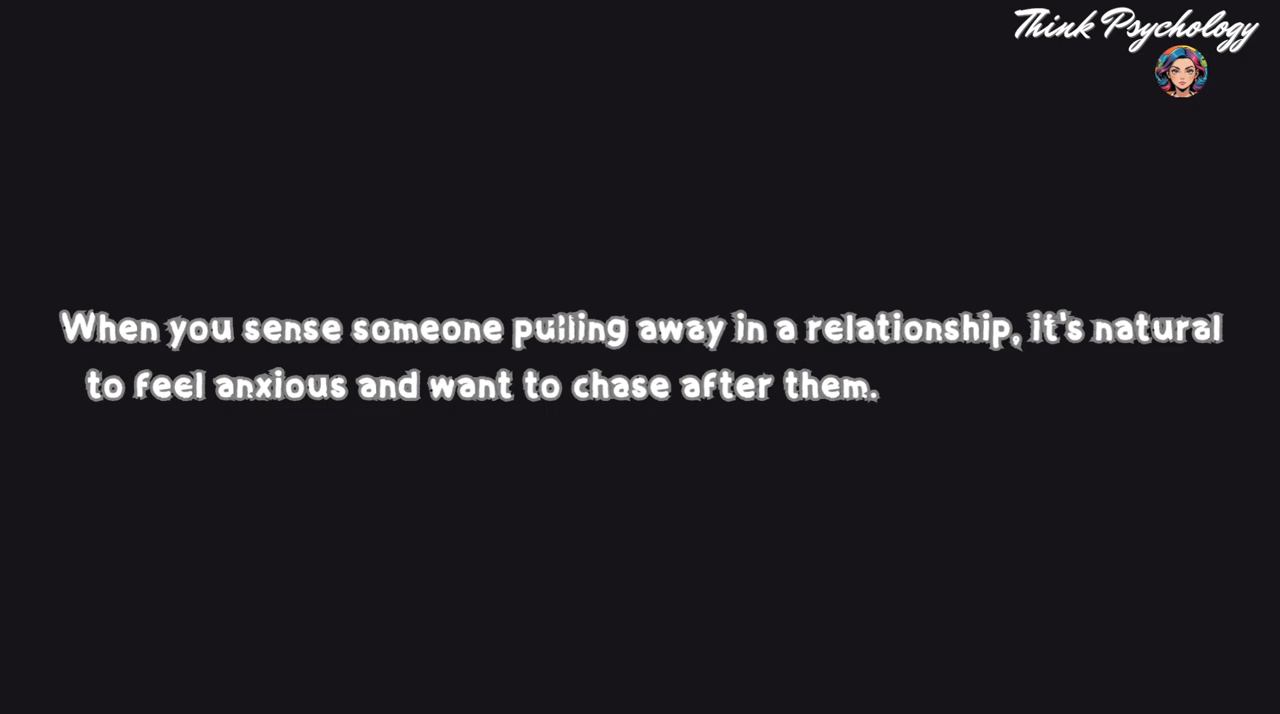 Think Psychology
When you sense someone pulling away in a relationship, it's natural
to feel anxious and want to chase after them.